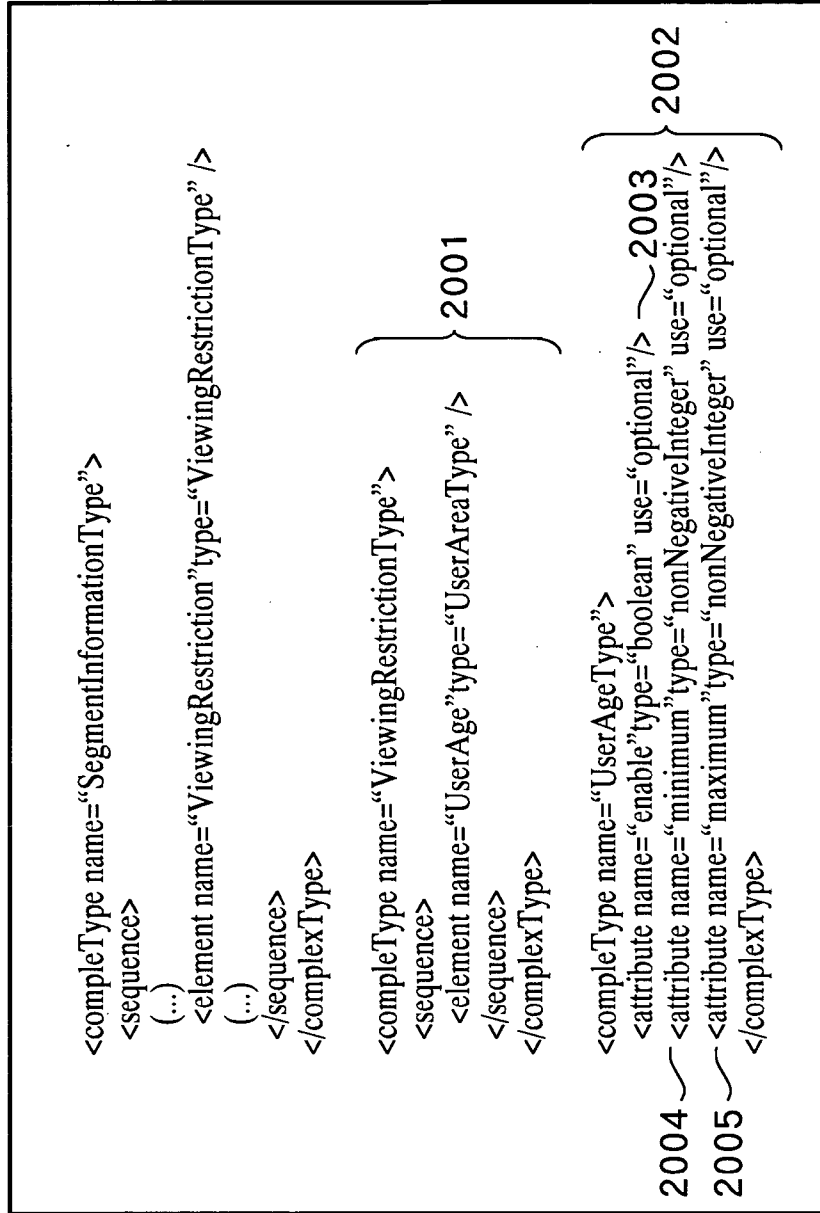 <compleType name=“SegmentInformationType”>
<sequence>
(...)
<element name=“ViewingRestriction”type=“ViewingRestrictionType” />
(...)
</sequence>
</complexType>
<compleType name=“ViewingRestrictionType”>
<sequence>
<element name=“UserAge”type=“UserAreaType” />
</sequence>
</complexType>
2001
<compleType name=“UserAgeType”>
<attribute name=“enable”type=“boolean” use=“optional”/> 2003
2004 <attribute name=“minimum”type=“nonNegativeInteger” use=“optional”/>
2005 <attribute name=“maximum”type=“nonNegativeInteger” use=“optional”/>
</complexType>
2002